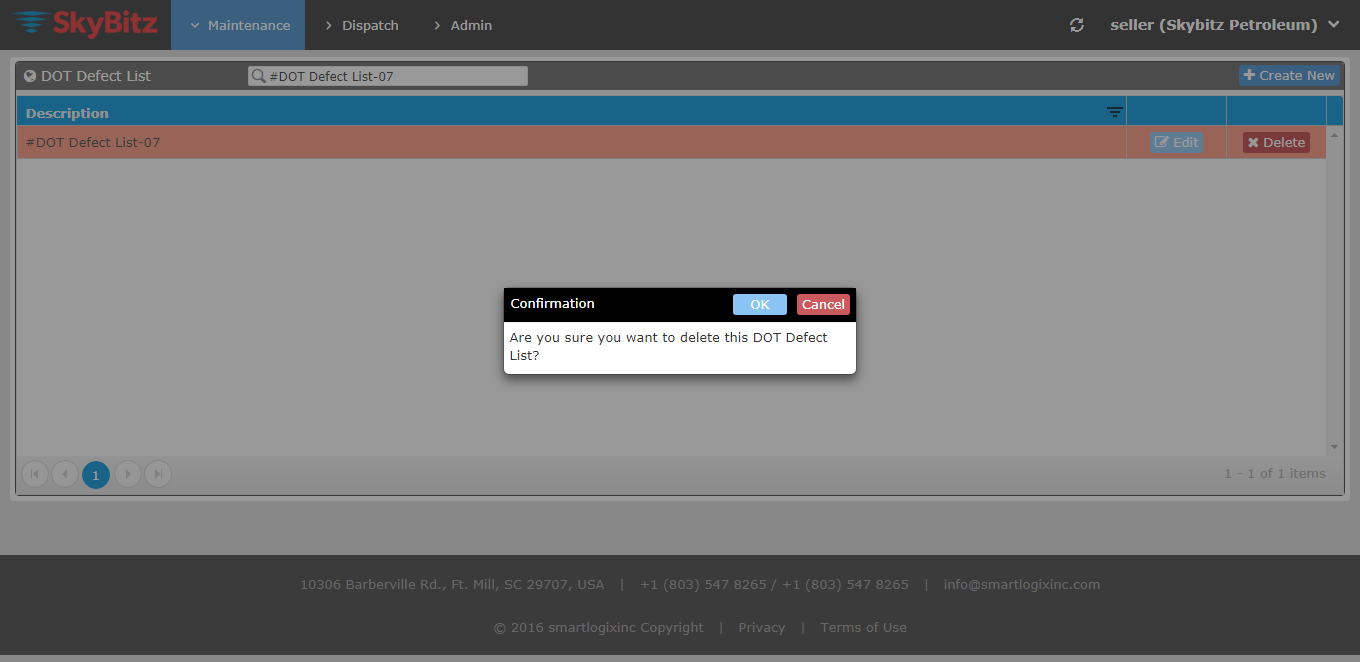 SkyBitz Maintenance Dispatch Admin seller (Skybitz Petroleum)
DOT Defect List #DOT Defect List-07 Create New
Description
#DOT Defect List-07 Edit Delete
Confirmation OK Cancel
Are you sure you want to delete this DOT Defect
List?
1 1 - 1 of 1 items
10306 Barberville Rd., Ft. Mill, SC 29707, USA | +1 (803) 547 8265 / +1 (803) 547 8265 | info@smartlogixinc.com
© 2016 smartlogixinc Copyright | Privacy | Terms of Use